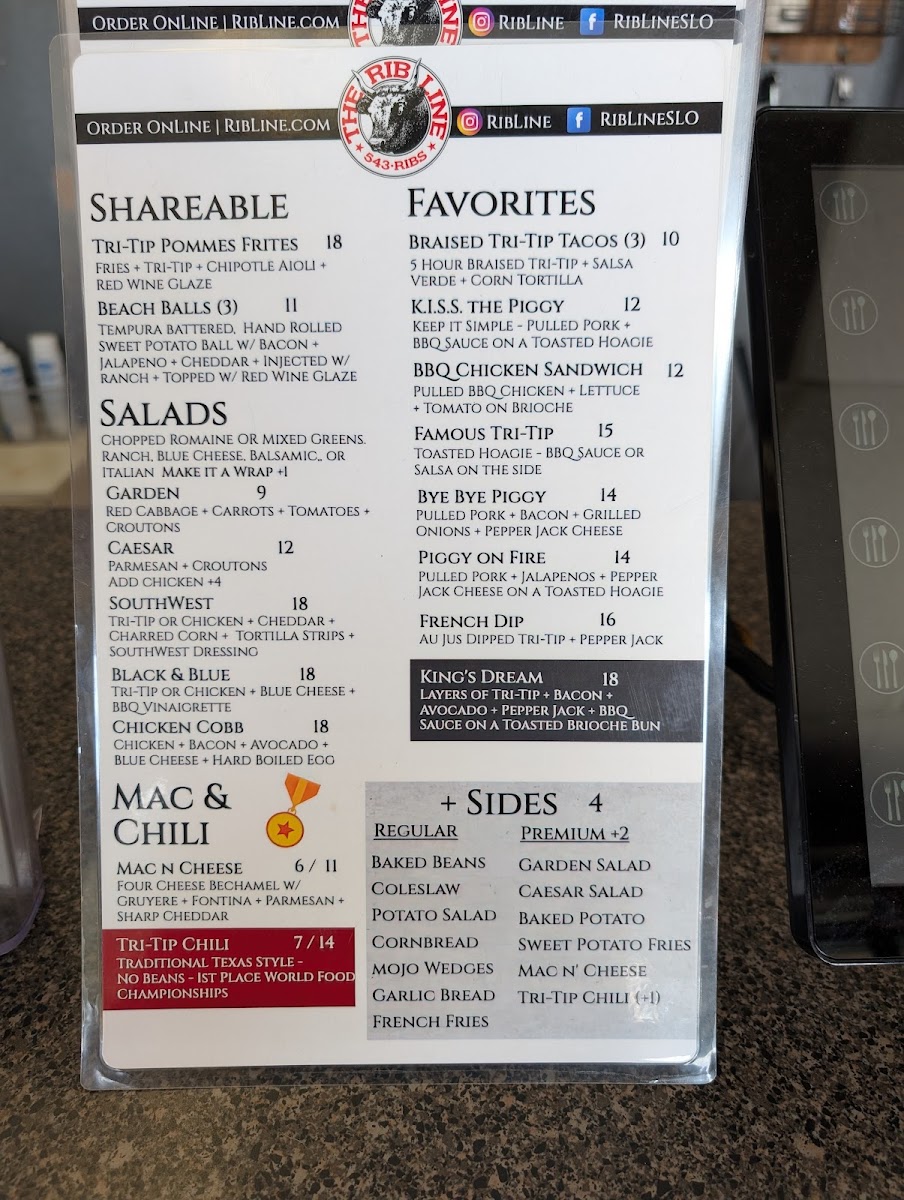 ORDER ONLINE | RIBLINE.COM
RIBLINE
RIBLINESLO
ORDER ONLINE | RIBLINE.COM
THE RIB LINE
543·RIBS
RIBLINE
RIBLINESLO
SHAREABLE
TRI-TIP POMMES FRITES 18
FRIES + TRI-TIP + CHIPOTLE AIOLI +
RED WINE GLAZE
BEACH BALLS (3) 11
TEMPURA BATTERED, HAND ROLLED
SWEET POTATO BALL W/ BACON +
JALAPENO + CHEDDAR + INJECTED W/
RANCH + TOPPED W/ RED WINE GLAZE
SALADS
CHOPPED ROMAINE OR MIXED GREENS.
RANCH, BLUE CHEESE, BALSAMIC,, OR
ITALIAN MAKE IT A WRAP +1
GARDEN 9
RED CABBAGE + CARROTS + TOMATOES +
CROUTONS
CAESAR 12
PARMESAN + CROUTONS
ADD CHICKEN +4
SOUTHWEST 18
TRI-TIP OR CHICKEN + CHEDDAR +
CHARRED CORN + TORTILLA STRIPS +
SOUTHWEST DRESSING
BLACK & BLUE 18
TRI-TIP OR CHICKEN + BLUE CHEESE +
BBQ VINAIGRETTE
CHICKEN COBB 18
CHICKEN + BACON + AVOCADO +
BLUE CHEESE + HARD BOILED EGG
MAC &
CHILI
MAC N CHEESE 6 / 11
FOUR CHEESE BECHAMEL W/
GRUYERE + FONTINA + PARMESAN +
SHARP CHEDDAR
TRI-TIP CHILI 7 / 14
TRADITIONAL TEXAS STYLE -
NO BEANS - 1ST PLACE WORLD FOOD
CHAMPIONSHIPS
FAVORITES
BRAISED TRI-TIP TACOS (3) 10
5 HOUR BRAISED TRI-TIP + SALSA
VERDE + CORN TORTILLA
K.I.S.S. THE PIGGY 12
KEEP IT SIMPLE - PULLED PORK +
BBQ SAUCE ON A TOASTED HOAGIE
BBQ CHICKEN SANDWICH 12
PULLED BBQ CHICKEN + LETTUCE
+ TOMATO ON BRIOCHE
FAMOUS TRI-TIP 15
TOASTED HOAGIE - BBQ SAUCE OR
SALSA ON THE SIDE
BYE BYE PIGGY 14
PULLED PORK + BACON + GRILLED
ONIONS + PEPPER JACK CHEESE
PIGGY ON FIRE 14
PULLED PORK + JALAPENOS + PEPPER
JACK CHEESE ON A TOASTED HOAGIE
FRENCH DIP 16
AU JUS DIPPED TRI-TIP + PEPPER JACK
KING'S DREAM 18
LAYERS OF TRI-TIP + BACON +
AVOCADO + PEPPER JACK + BBQ
SAUCE ON A TOASTED BRIOCHE BUN
+ SIDES 4
REGULAR
BAKED BEANS
COLESLAW
POTATO SALAD
CORNBREAD
MOJO WEDGES
GARLIC BREAD
FRENCH FRIES
PREMIUM +2
GARDEN SALAD
CAESAR SALAD
BAKED POTATO
SWEET POTATO FRIES
MAC N' CHEESE
TRI-TIP CHILI (+1)